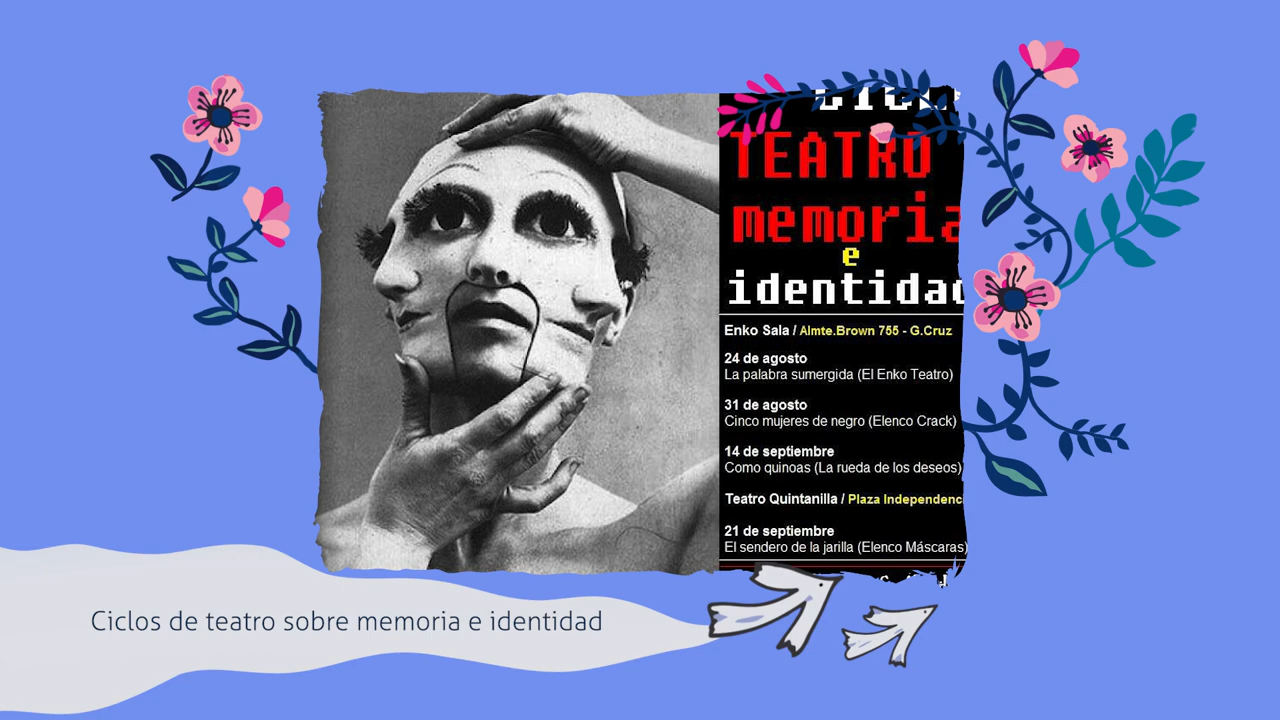 TEATRO
memoria
e
identidad
Enko Sala / Almte.Brown 755 - G.Cruz
24 de agosto
La palabra sumergida (El Enko Teatro)
31 de agosto
Cinco mujeres de negro (Elenco Crack)
14 de septiembre
Como quinoas (La rueda de los deseos)
Teatro Quintanilla / Plaza Independenc
21 de septiembre
El sendero de la jarilla (Elenco Máscaras)
Ciclos de teatro sobre memoria e identidad